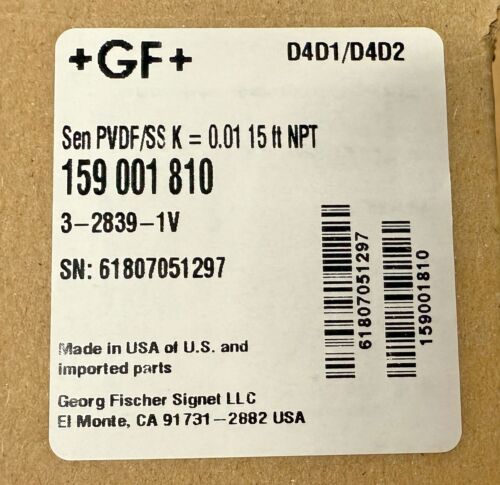 +GF+
D4D1/D4D2
Sen PVDF/SS K = 0.01 15 ft NPT
159 001 810
3-2839-1V
SN: 61807051297
61807051297
159001810
Made in USA of U.S. and
imported parts
Georg Fischer Signet LLC
El Monte, CA 91731-2882 USA